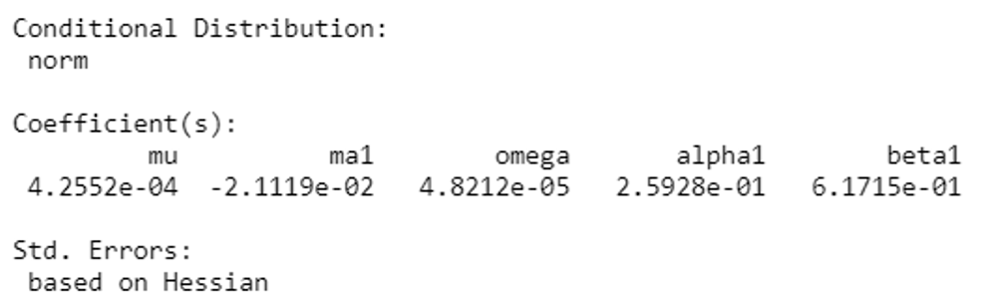 Conditional Distribution:
norm
Coefficient(s):
mu ma1 omega alpha1 beta1
4.2552e-04 -2.1119e-02 4.8212e-05 2.5928e-01 6.1715e-01
Std. Errors:
based on Hessian